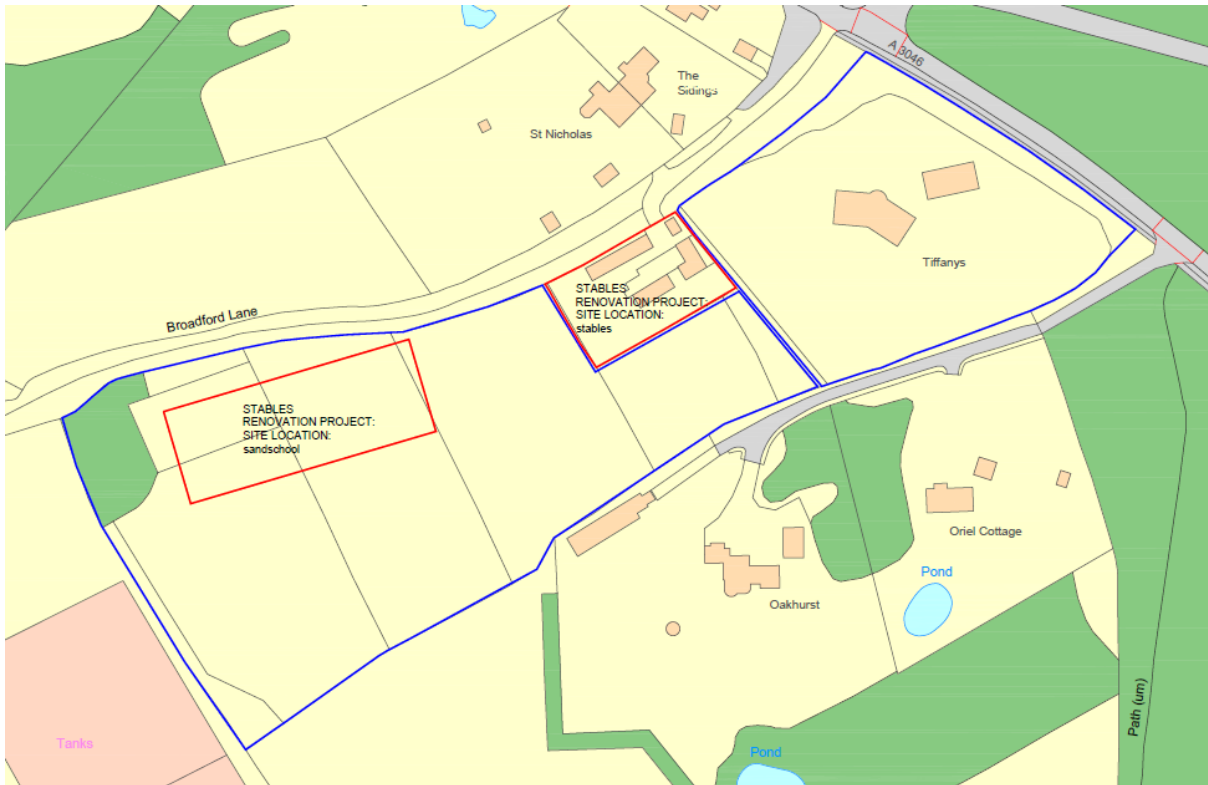 A 3046
The
Sidings
St Nicholas
Tiffanys
STABLES
RENOVATION PROJECT:
SITE LOCATION:
stables
Broadford Lane
STABLES
RENOVATION PROJECT:
SITE LOCATION:
sandschool
Oriel Cottage
Pond
Oakhurst
Path (um)
Tanks
Pond